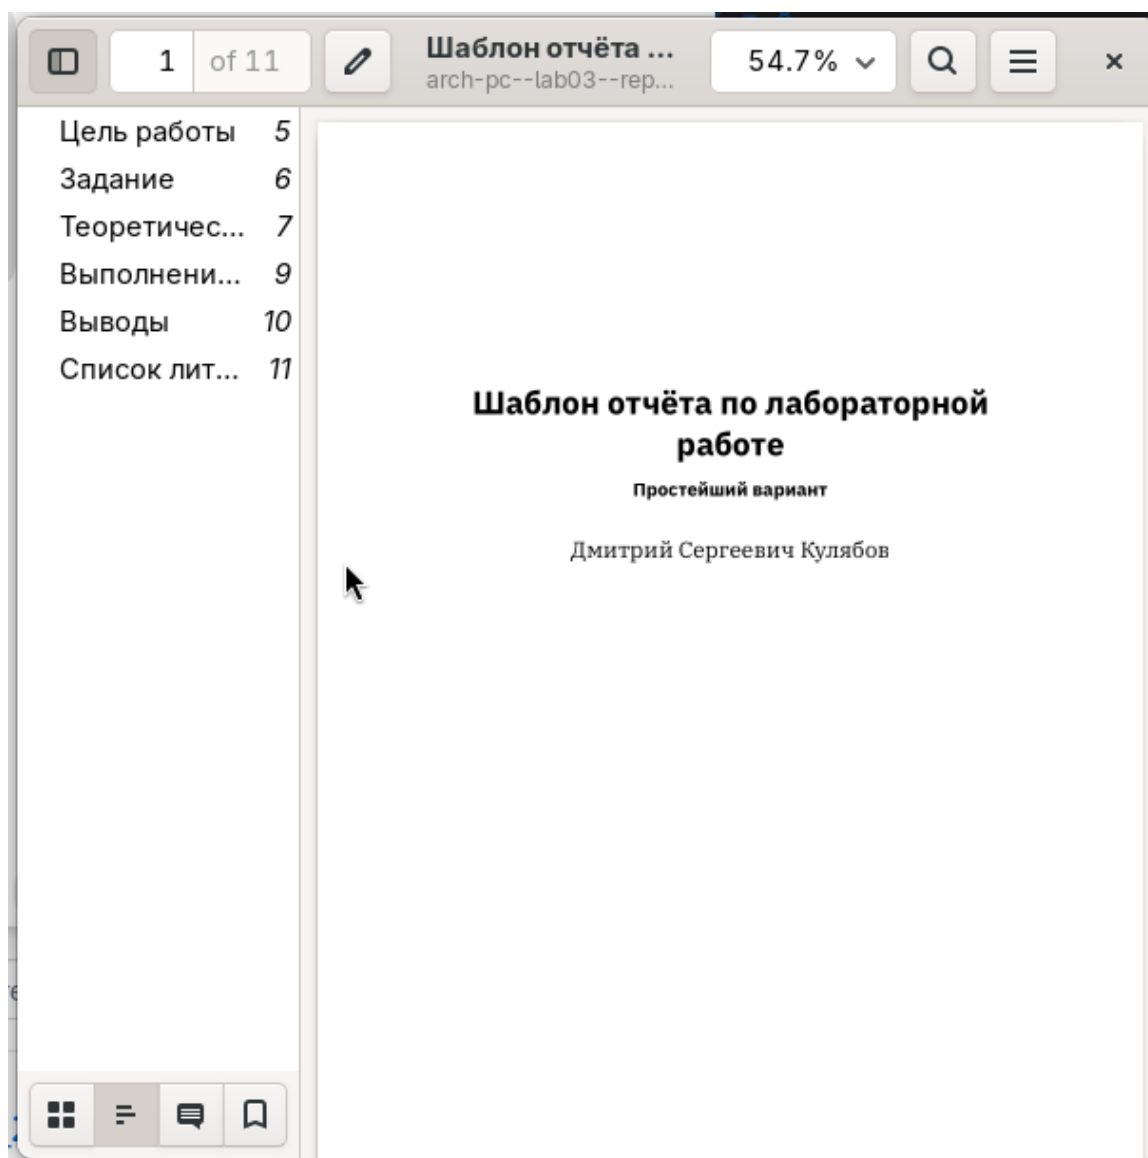 1 of 11
Шаблон отчёта ...
arch-pc--lab03--rep...
54.7%
Цель работы 5
Задание 6
Теоретичес... 7
Выполнени... 9
Выводы 10
Список лит... 11
Шаблон отчёта по лабораторной
работе
Простейший вариант
Дмитрий Сергеевич Кулябов